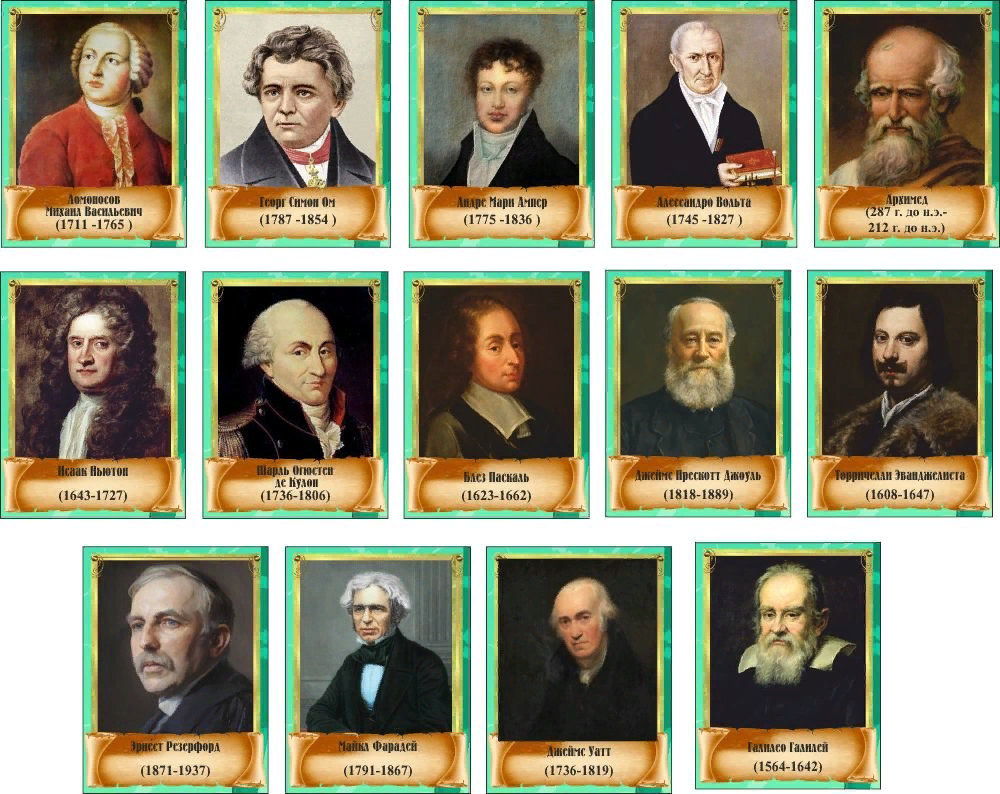 Ломоносов
Михаил Васильевич
(1711 -1765 )
Георг Симон Ом
(1787 -1854 )
Андре Мари Ампер
(1775 -1836 )
Алессандро Вольта
(1745 -1827 )
Архимед
(287 г. до н.э.-
212 г. до н.э.)
Исаак Ньютон
(1643-1727)
Шарль Огюстен
де Кулон
(1736-1806)
Блез Паскаль
(1623-1662)
Джеймс Прескотт Джоуль
(1818-1889)
Торричелли Эванджелиста
(1608-1647)
Эрнест Резерфорд
(1871-1937)
Майкл Фарадей
(1791-1867)
Джеймс Уатт
(1736-1819)
Галилео Галилей
(1564-1642)